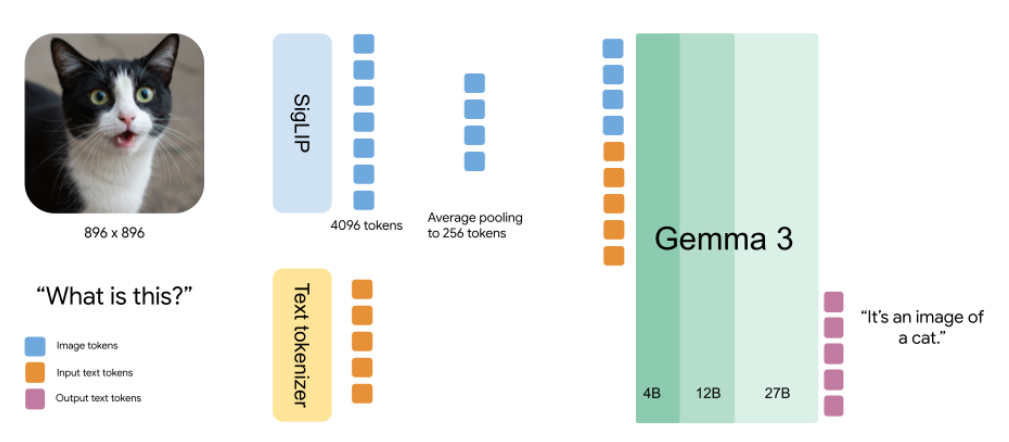 SigLIP
4096 tokens
Average pooling
to 256 tokens
896 x 896
“What is this?”
Image tokens
Input text tokens
Output text tokens
Text tokenizer
Gemma 3
4B
12B
27B
“It’s an image of
a cat.”